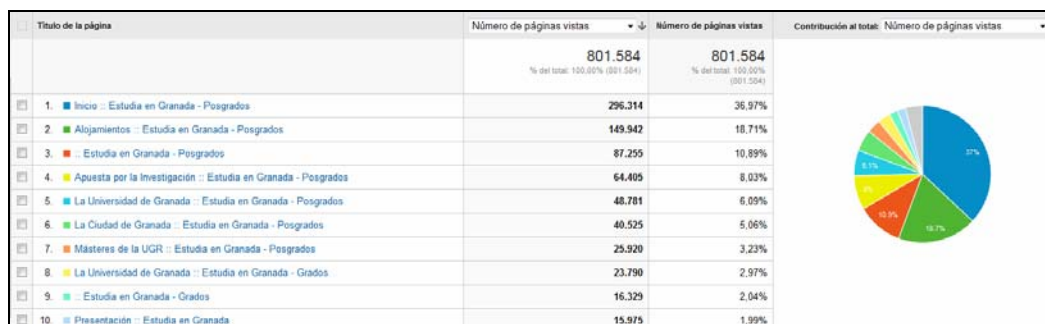 Título de la página Número de páginas vistas Número de páginas vistas Contribución al total: Número de páginas vistas
801.584 801.584
% del total: 100,00% (801.584) % del total: 100,00%
(801.584)
1. Inicio :: Estudia en Granada - Posgrados 296.314 36,97%
2. Alojamientos :: Estudia en Granada - Posgrados 149.942 18,71%
3. :: Estudia en Granada - Posgrados 87.255 10,89%
4. Apuesta por la Investigación :: Estudia en Granada - Posgrados 64.405 8,03%
5. La Universidad de Granada :: Estudia en Granada - Posgrados 48.781 6,09%
6. La Ciudad de Granada :: Estudia en Granada - Posgrados 40.525 5,06%
7. Másteres de la UGR :: Estudia en Granada - Posgrados 25.920 3,23%
8. La Universidad de Granada :: Estudia en Granada - Grados 23.790 2,97%
9. :: Estudia en Granada - Grados 16.329 2,04%
10. Presentación :: Estudia en Granada 15.975 1,99%
37%
6.1%
8%
10.9%
18.7%